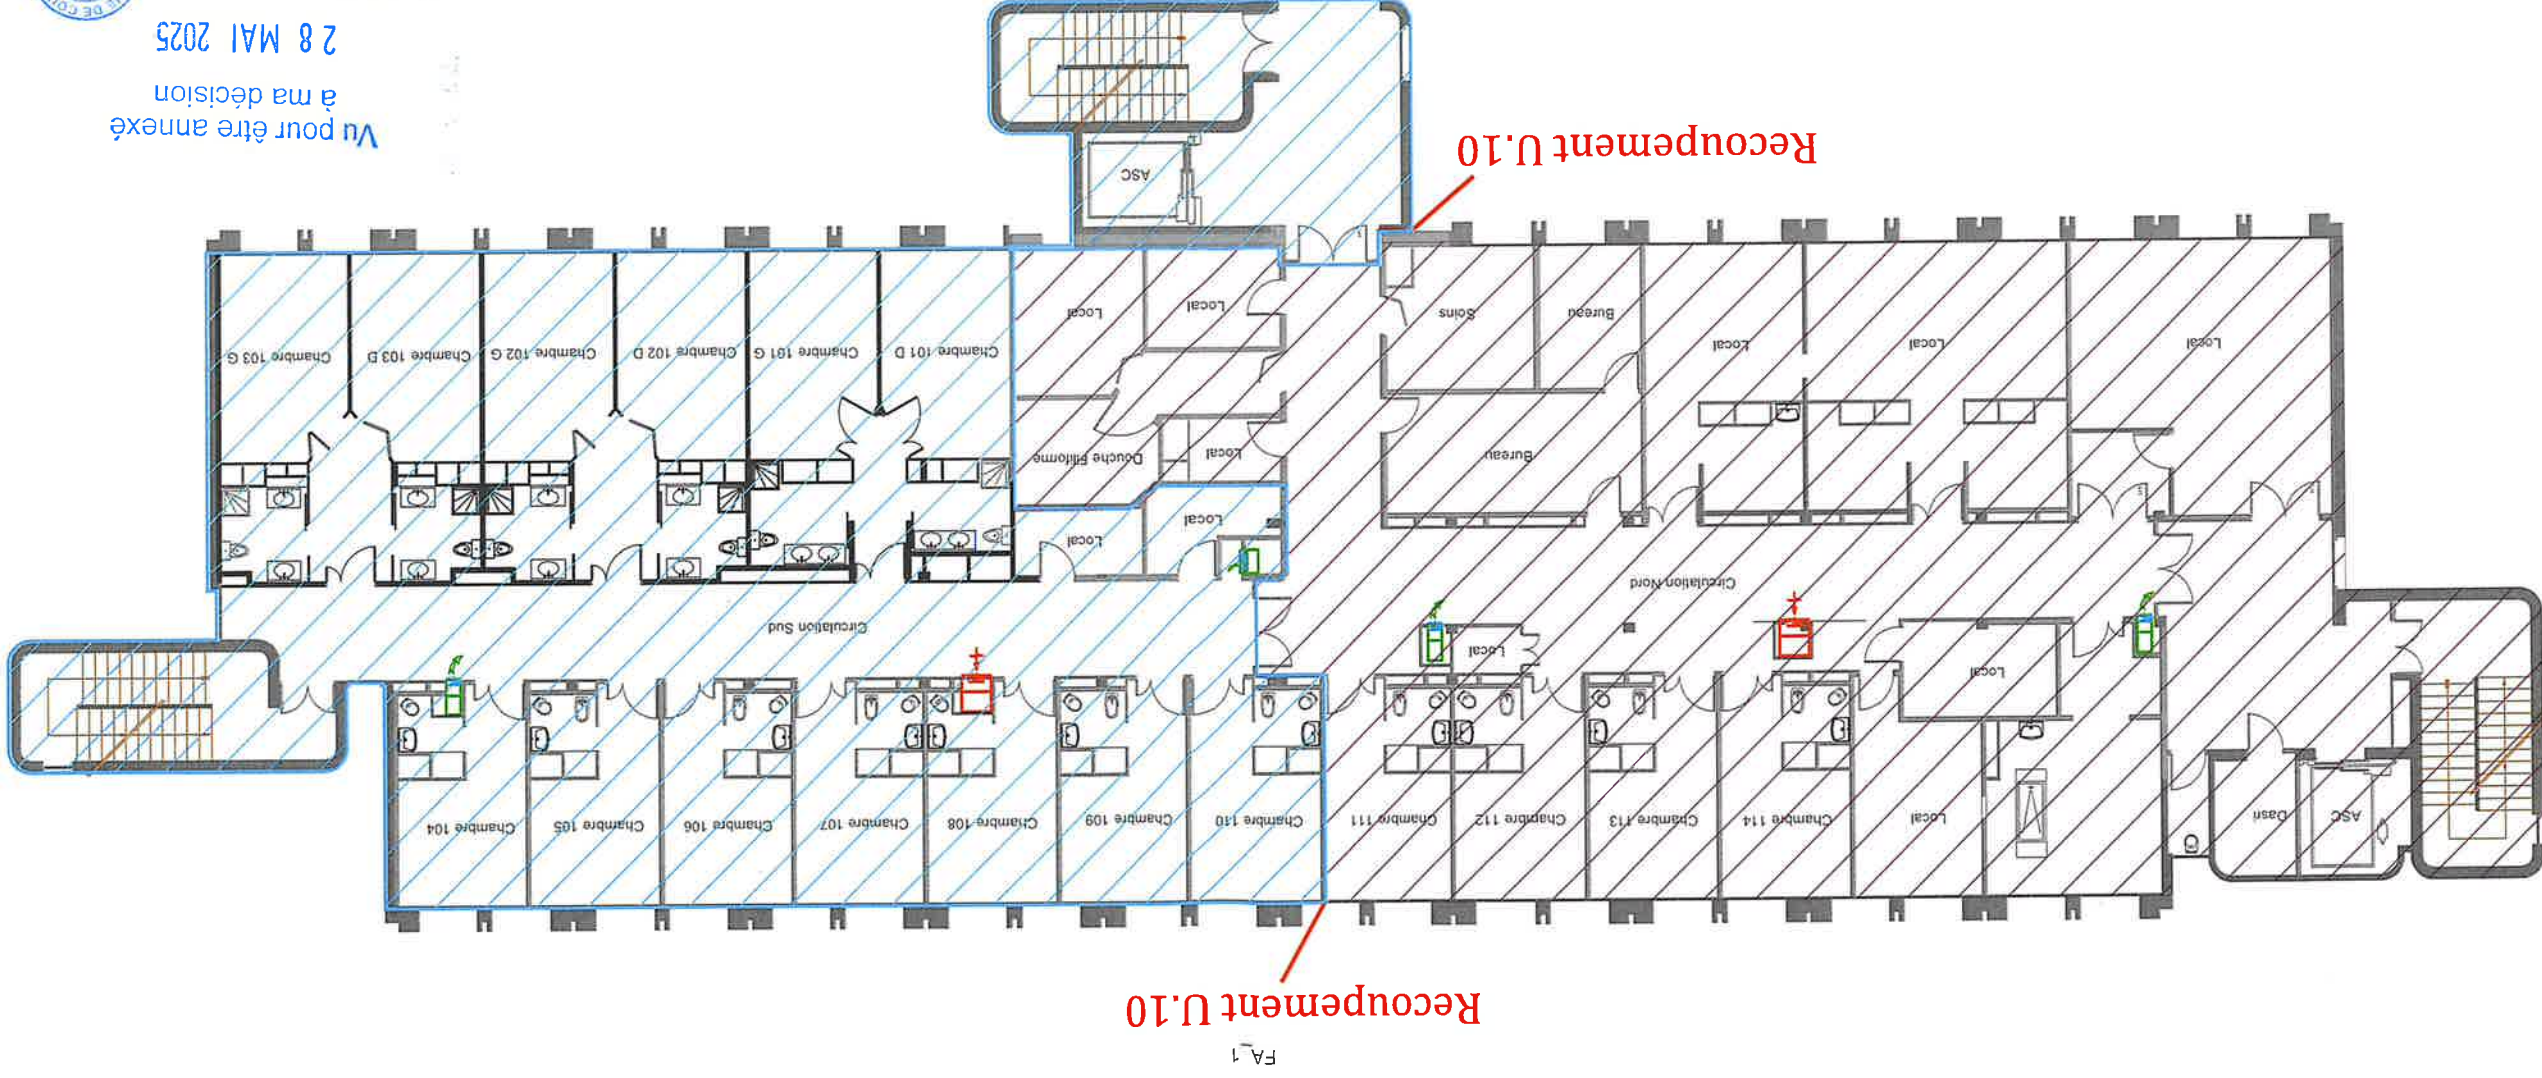 FA_1
Recoupement U.10
ASC
Dasri
Local
Chambre 114
Chambre 113
Chambre 112
Chambre 111
Chambre 110
Chambre 109
Chambre 108
Chambre 107
Chambre 106
Chambre 105
Chambre 104
Local
Local
Circulation Nord
Circulation Sud
Local
Local
Bureau
Local
Douche Filiforme
Local
Local
Local
Bureau
Soins
Local
Local
Chambre 101 D
Chambre 101 G
Chambre 102 D
Chambre 102 G
Chambre 103 D
Chambre 103 G
ASC
Recoupement U.10
Vu pour être annexé
à ma décision
28 MAI 2025